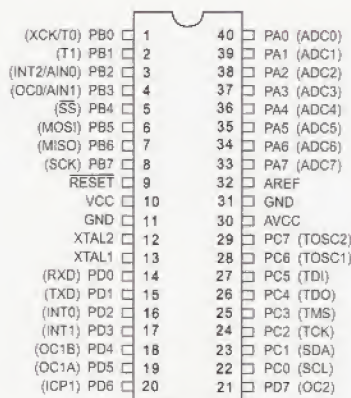 (XCK/T0) PB0 1 40 PA0 (ADC0)
(T1) PB1 2 39 PA1 (ADC1)
(INT2/AIN0) PB2 3 38 PA2 (ADC2)
(OC0/AIN1) PB3 4 37 PA3 (ADC3)
(SS) PB4 5 36 PA4 (ADC4)
(MOSI) PB5 6 35 PA5 (ADC5)
(MISO) PB6 7 34 PA6 (ADC6)
(SCK) PB7 8 33 PA7 (ADC7)
RESET 9 32 AREF
VCC 10 31 GND
GND 11 30 AVCC
XTAL2 12 29 PC7 (TOSC2)
XTAL1 13 28 PC6 (TOSC1)
(RXD) PD0 14 27 PC5 (TDI)
(TXD) PD1 15 26 PC4 (TDO)
(INT0) PD2 16 25 PC3 (TMS)
(INT1) PD3 17 24 PC2 (TCK)
(OC1B) PD4 18 23 PC1 (SDA)
(OC1A) PD5 19 22 PC0 (SCL)
(ICP1) PD6 20 21 PD7 (OC2)